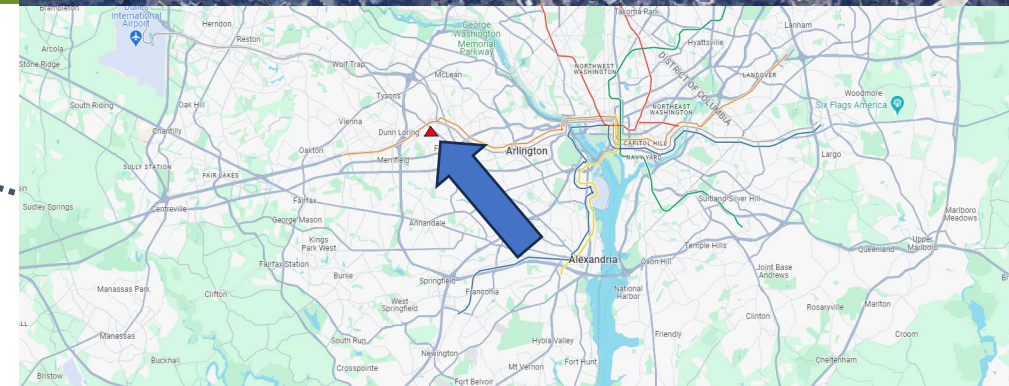 Brambleton
Dulles
International
Airport
Herndon
Reston
Arcola
Stone Ridge
Wolf Trap
McLean
George
Washington
Memorial
Parkway
Takoma Park
Hyattsville
Lanham
NORTHWEST
WASHINGTON
DISTRICT OF COLUMBIA
LANDOVER
Woodmore
Six Flags America
South Riding
Oak Hill
Tysons
Vienna
Dunn Loring
NORTHEAST
WASHINGTON
Chantilly
Oakton
Merrifield
Arlington
CAPITOL HILL
NAVY YARD
Largo
SULLY STATION
FAIR LAKES
Sudley Springs
Centreville
Fairfax
George Mason
Annandale
Suitland-Silver Hill
Marlboro
Meadows
Kings
Park West
Fairfax Station
Alexandria
Oxon Hill
Temple Hills
Queenland
Upper
Marlboro
Burke
Springfield
Franconia
Joint Base
Andrews
Manassas Park
Clifton
West
Springfield
National
Harbor
Rosaryville
Marlton
Clinton
Manassas
South Run
Hybla Valley
Friendly
Croom
Buckhall
Crosspointe
Newington
Mt Vernon
Fort Hunt
Cheltenham
Bristow
Fort Belvoir